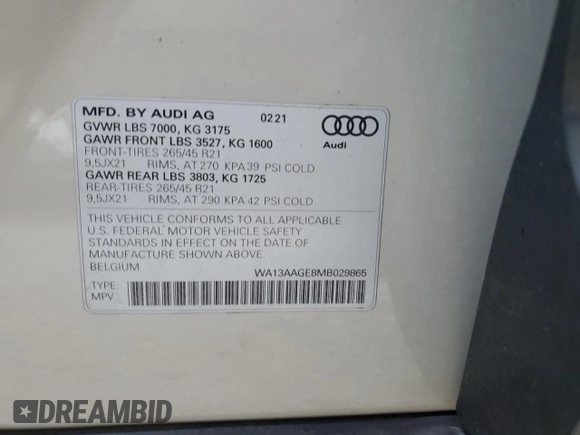 MFD. BY AUDI AG 0221
GVWR LBS 7000, KG 3175
GAWR FRONT LBS 3527, KG 1600
FRONT-TIRES 265/45 R21
9,5JX21 RIMS, AT 270 KPA 39 PSI COLD
GAWR REAR LBS 3803, KG 1725
REAR-TIRES 265/45 R21
9,5JX21 RIMS, AT 290 KPA 42 PSI COLD
Audi
THIS VEHICLE CONFORMS TO ALL APPLICABLE
U.S. FEDERAL MOTOR VEHICLE SAFETY
STANDARDS IN EFFECT ON THE DATE OF
MANUFACTURE SHOWN ABOVE.
BELGIUM WA13AAGE8MB029865
TYPE:
MPV
DREAMBID